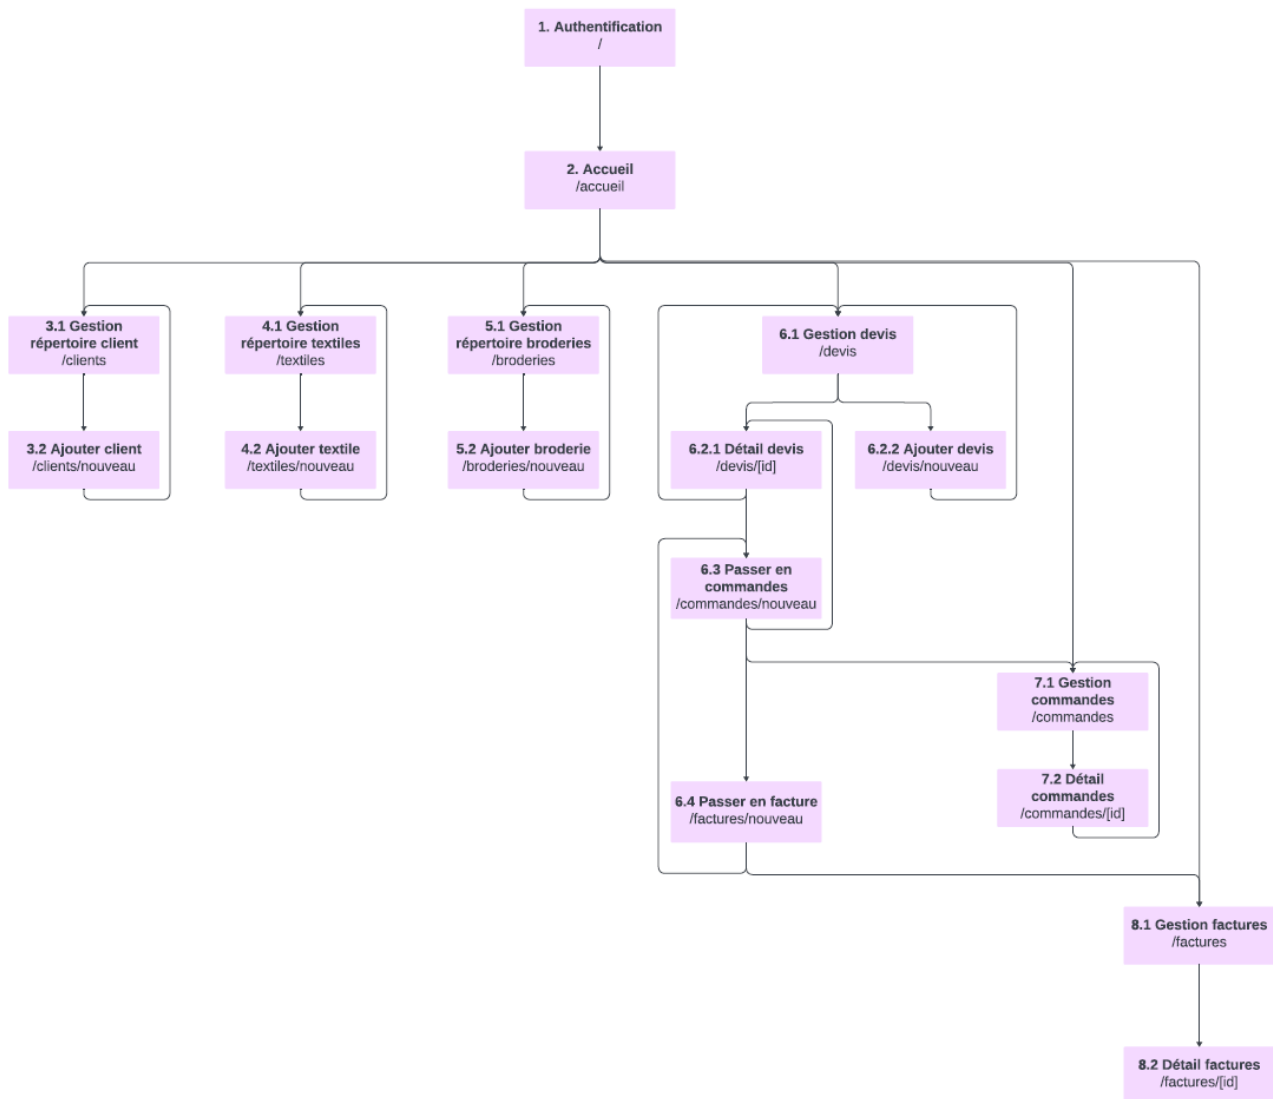 1. Authentification
/
2. Accueil
/accueil
3.1 Gestion
répertoire client
/clients
4.1 Gestion
répertoire textiles
/textiles
5.1 Gestion
répertoire broderies
/broderies
6.1 Gestion devis
/devis
3.2 Ajouter client
/clients/nouveau
4.2 Ajouter textile
/textiles/nouveau
5.2 Ajouter broderie
/broderies/nouveau
6.2.1 Détail devis
/devis/[id]
6.2.2 Ajouter devis
/devis/nouveau
6.3 Passer en
commandes
/commandes/nouveau
7.1 Gestion
commandes
/commandes
7.2 Détail
commandes
/commandes/[id]
6.4 Passer en facture
/factures/nouveau
8.1 Gestion factures
/factures
8.2 Détail factures
/factures/[id]